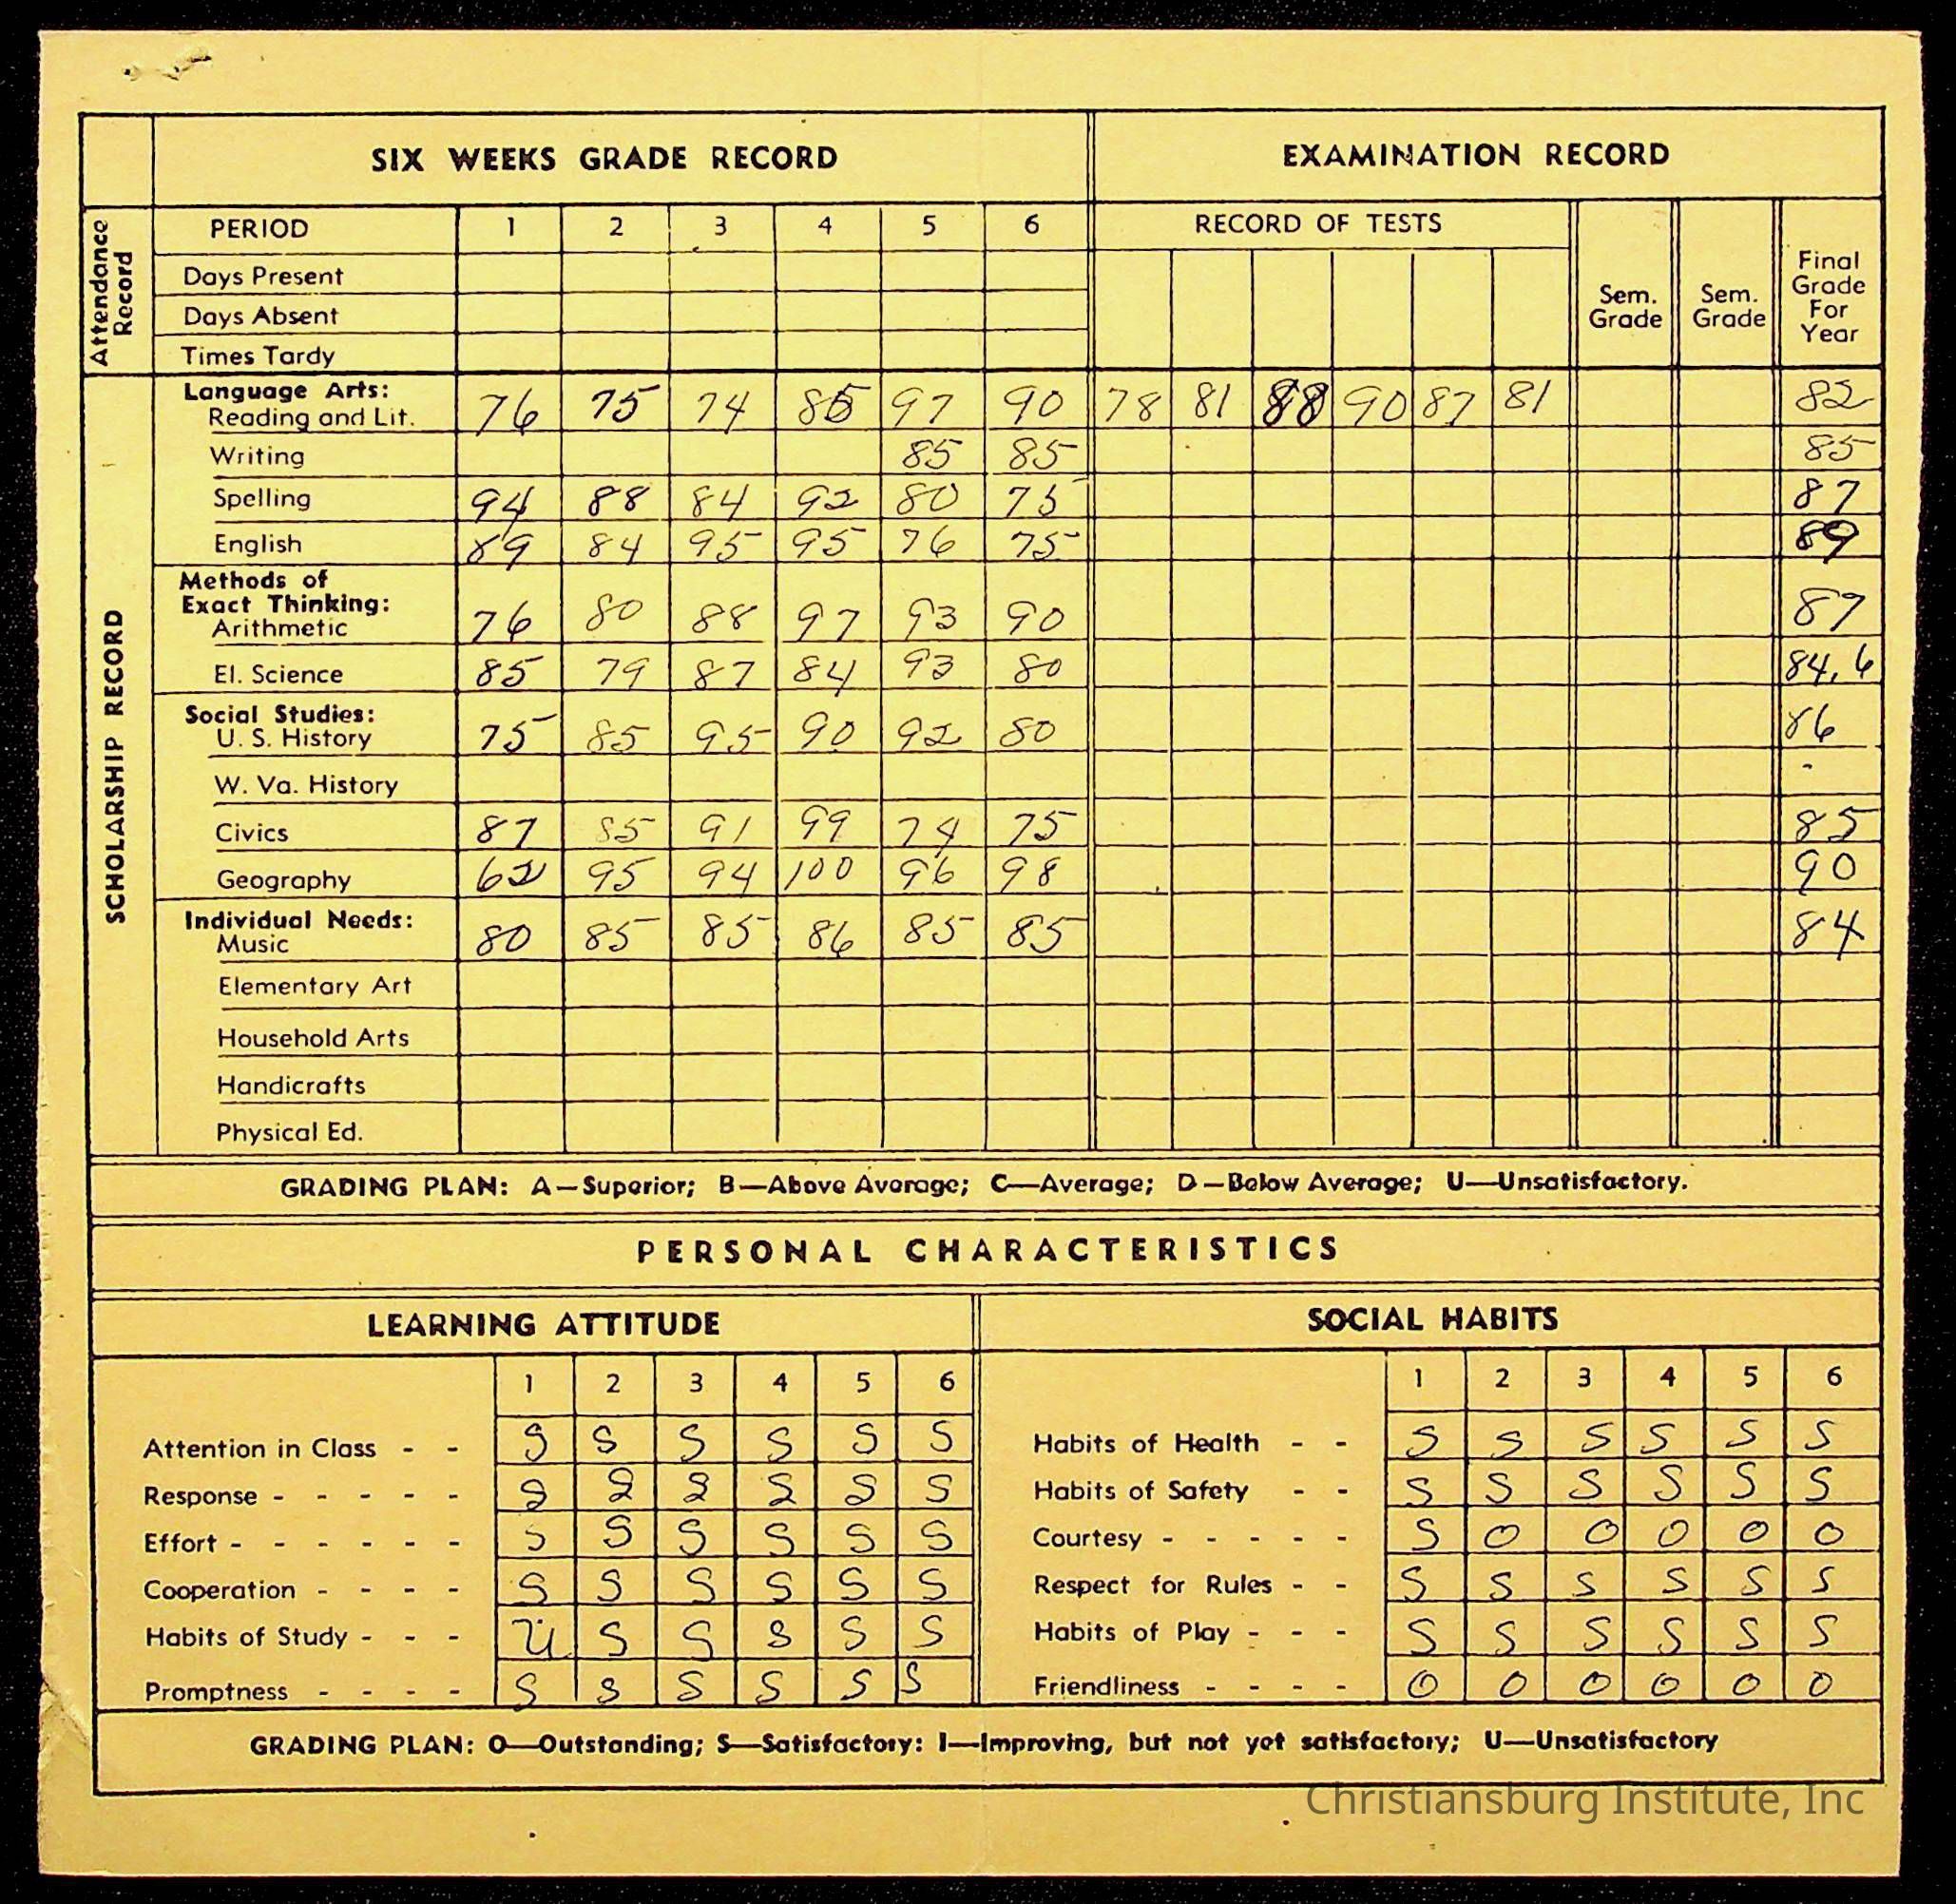 SIX WEEKS GRADE RECORD EXAMINATION RECORD
Attendance Record
PERIOD 1 2 3 4 5 6 RECORD OF TESTS Sem. Grade Sem. Grade Final Grade For Year
Days Present
Days Absent
Times Tardy
SCHOLARSHIP RECORD
Language Arts:
Reading and Lit. 76 75 74 85 97 90 78 81 88 90 87 81 82
Writing 85 85 85
Spelling 94 88 84 92 80 75 87
English 89 84 95 95 76 75 89
Methods of
Exact Thinking:
Arithmetic 76 80 88 97 93 90 87
El. Science 85 79 87 84 93 80 84.6
Social Studies:
U. S. History 75 85 95 90 92 80 86
W. Va. History -
Civics 87 85 91 99 74 75 85
Geography 62 95 94 100 96 98 90
Individual Needs:
Music 80 85 85 86 85 85 84
Elementary Art
Household Arts
Handicrafts
Physical Ed.
GRADING PLAN: A—Superior; B—Above Average; C—Average; D—Below Average; U—Unsatisfactory.
PERSONAL CHARACTERISTICS
LEARNING ATTITUDE
1 2 3 4 5 6
Attention in Class - - S S S S S S
Response - - - - - S S S S S S
Effort - - - - - - S S S S S S
Cooperation - - - - S S S S S S
Habits of Study - - - U S S S S S
Promptness - - - - S S S S S S
SOCIAL HABITS
1 2 3 4 5 6
Habits of Health - - S S S S S S
Habits of Safety - - S S S S S S
Courtesy - - - - - S O O O O O
Respect for Rules - - S S S S S S
Habits of Play - - - S S S S S S
Friendliness - - - - O O O O O O
GRADING PLAN: O—Outstanding; S—Satisfactory: I—Improving, but not yet satisfactory; U—Unsatisfactory
Christiansburg Institute, Inc